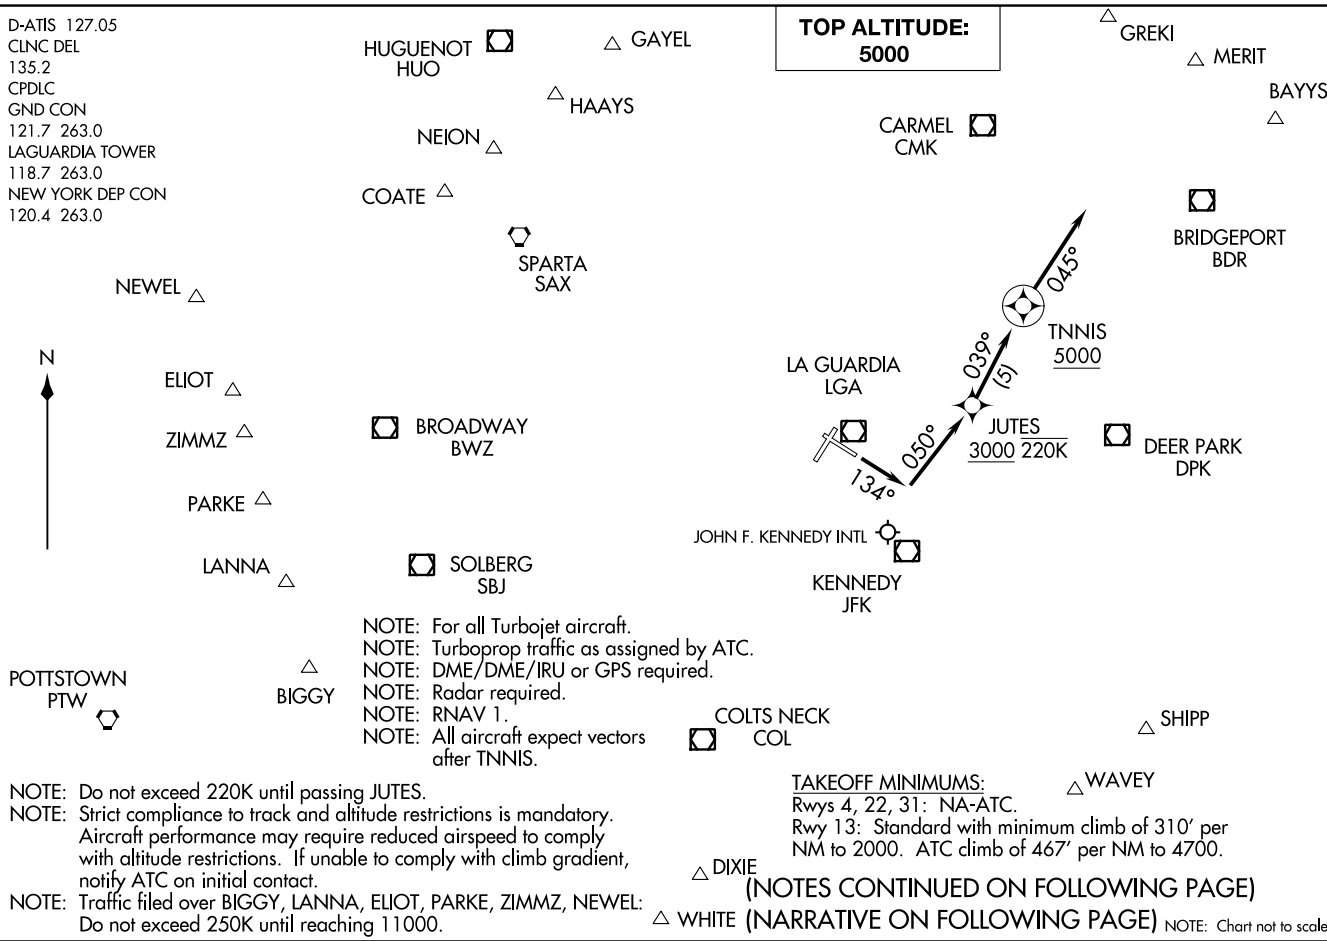 D-ATIS 127.05
CLNC DEL
135.2
CPDLC
GND CON
121.7 263.0
LAGUARDIA TOWER
118.7 263.0
NEW YORK DEP CON
120.4 263.0
HUGUENOT
HUO
GAYEL
HAAYS
NEION
COATE
SPARTA
SAX
TOP ALTITUDE:
5000
GREKI
MERIT
BAYYS
CARMEL
CMK
BRIDGEPORT
BDR
NEWEL
N
ELIOT
ZIMMZ
PARKE
LANNA
BROADWAY
BWZ
SOLBERG
SBJ
045°
TNNIS
5000
039°
(5)
LA GUARDIA
LGA
JUTES
3000 220K
050°
134°
DEER PARK
DPK
JOHN F. KENNEDY INTL
KENNEDY
JFK
POTTSTOWN
PTW
BIGGY
NOTE: For all Turbojet aircraft.
NOTE: Turboprop traffic as assigned by ATC.
NOTE: DME/DME/IRU or GPS required.
NOTE: Radar required.
NOTE: RNAV 1.
NOTE: All aircraft expect vectors
after TNNIS.
COLTS NECK
COL
SHIPP
WAVEY
NOTE: Do not exceed 220K until passing JUTES.
NOTE: Strict compliance to track and altitude restrictions is mandatory.
Aircraft performance may require reduced airspeed to comply
with altitude restrictions. If unable to comply with climb gradient,
notify ATC on initial contact.
NOTE: Traffic filed over BIGGY, LANNA, ELIOT, PARKE, ZIMMZ, NEWEL:
Do not exceed 250K until reaching 11000.
TAKEOFF MINIMUMS:
Rwys 4, 22, 31: NA-ATC.
Rwy 13: Standard with minimum climb of 310' per
NM to 2000. ATC climb of 467' per NM to 4700.
DIXIE
(NOTES CONTINUED ON FOLLOWING PAGE)
WHITE
(NARRATIVE ON FOLLOWING PAGE)
NOTE: Chart not to scale